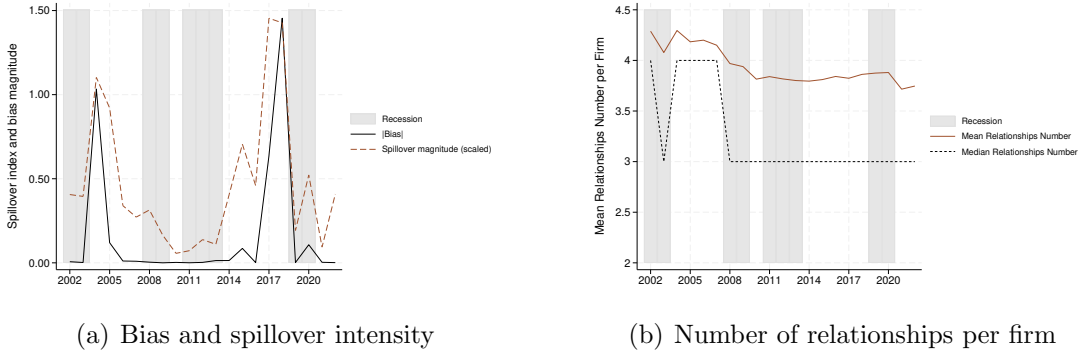 Spillover index and bias magnitude
1.50
1.00
0.50
0.00
2002 2005 2008 2011 2014 2017 2020
Recession
|Bias|
Spillover magnitude (scaled)
(a) Bias and spillover intensity
Mean Relationships Number per Firm
4.5
4
3.5
3
2.5
2
2002 2005 2008 2011 2014 2017 2020
Recession
Mean Relationships Number
Median Relationships Number
(b) Number of relationships per firm